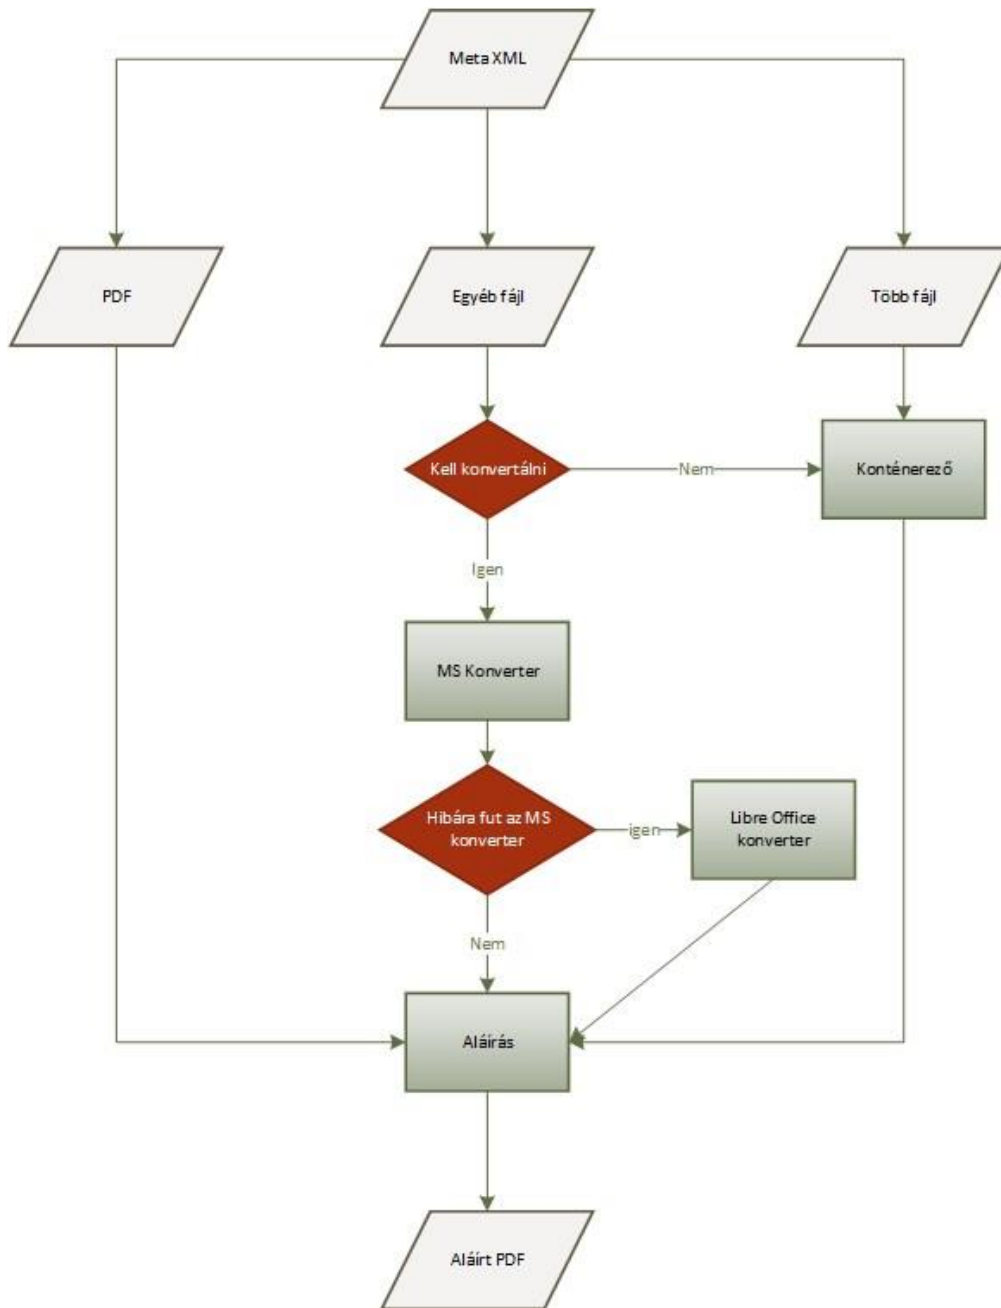 Meta XML
PDF
Egyéb fájl
Több fájl
Kell konvertálni
Nem
Konténerező
Igen
MS Konverter
Hibára fut az MS
konverter
igen
Libre Office
konverter
Nem
Aláírás
Aláírt PDF